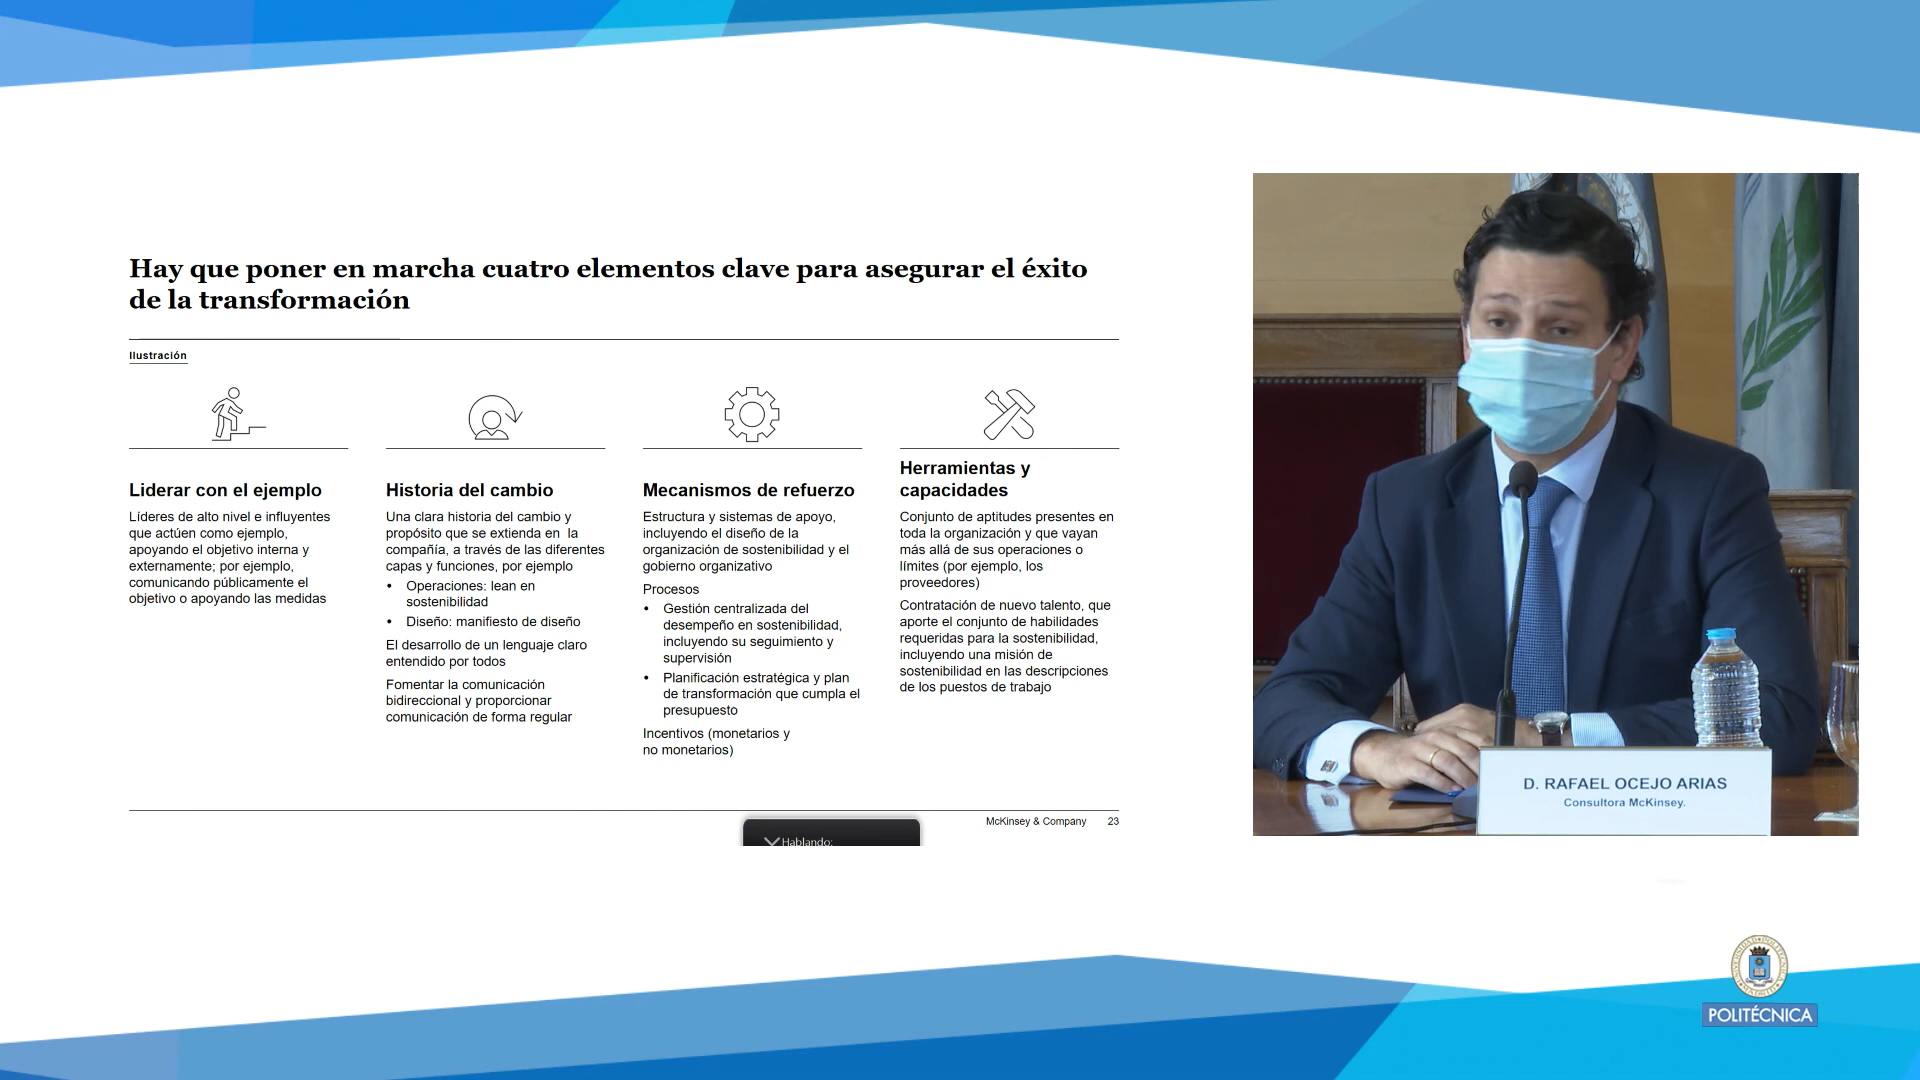 Hay que poner en marcha cuatro elementos clave para asegurar el éxito
de la transformación
Ilustración
Liderar con el ejemplo
Líderes de alto nivel e influyentes
que actúen como ejemplo,
apoyando el objetivo interna y
externamente; por ejemplo,
comunicando públicamente el
objetivo o apoyando las medidas
Historia del cambio
Una clara historia del cambio y
propósito que se extienda en la
compañía, a través de las diferentes
capas y funciones, por ejemplo
• Operaciones: lean en
sostenibilidad
• Diseño: manifiesto de diseño
El desarrollo de un lenguaje claro
entendido por todos
Fomentar la comunicación
bidireccional y proporcionar
comunicación de forma regular
Mecanismos de refuerzo
Estructura y sistemas de apoyo,
incluyendo el diseño de la
organización de sostenibilidad y el
gobierno organizativo
Procesos
• Gestión centralizada del
desempeño en sostenibilidad,
incluyendo su seguimiento y
supervisión
• Planificación estratégica y plan
de transformación que cumpla el
presupuesto
Incentivos (monetarios y
no monetarios)
Herramientas y
capacidades
Conjunto de aptitudes presentes en
toda la organización y que vayan
más allá de sus operaciones o
límites (por ejemplo, los
proveedores)
Contratación de nuevo talento, que
aporte el conjunto de habilidades
requeridas para la sostenibilidad,
incluyendo una misión de
sostenibilidad en las descripciones
de los puestos de trabajo
McKinsey & Company 23
Hablando:
D. RAFAEL OCEJO ARIAS
Consultora McKinsey.
POLITÉCNICA